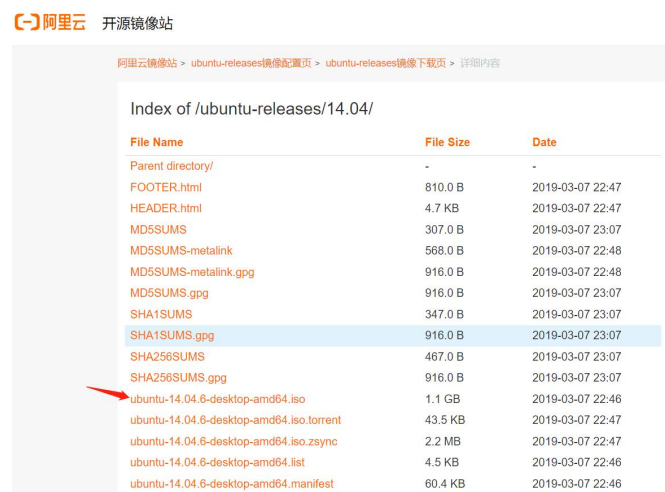 阿里云 开源镜像站
阿里云镜像站 > ubuntu-releases镜像配置页 > ubuntu-releases镜像下载页 > 详细内容
Index of /ubuntu-releases/14.04/
File Name File Size Date
Parent directory/ - -
FOOTER.html 810.0 B 2019-03-07 22:47
HEADER.html 4.7 KB 2019-03-07 22:47
MD5SUMS 307.0 B 2019-03-07 23:07
MD5SUMS-metalink 568.0 B 2019-03-07 22:48
MD5SUMS-metalink.gpg 916.0 B 2019-03-07 22:48
MD5SUMS.gpg 916.0 B 2019-03-07 23:07
SHA1SUMS 347.0 B 2019-03-07 23:07
SHA1SUMS.gpg 916.0 B 2019-03-07 23:07
SHA256SUMS 467.0 B 2019-03-07 23:07
SHA256SUMS.gpg 916.0 B 2019-03-07 23:07
ubuntu-14.04.6-desktop-amd64.iso 1.1 GB 2019-03-07 22:46
ubuntu-14.04.6-desktop-amd64.iso.torrent 43.5 KB 2019-03-07 22:47
ubuntu-14.04.6-desktop-amd64.iso.zsync 2.2 MB 2019-03-07 22:47
ubuntu-14.04.6-desktop-amd64.list 4.5 KB 2019-03-07 22:46
ubuntu-14.04.6-desktop-amd64.manifest 60.4 KB 2019-03-07 22:46